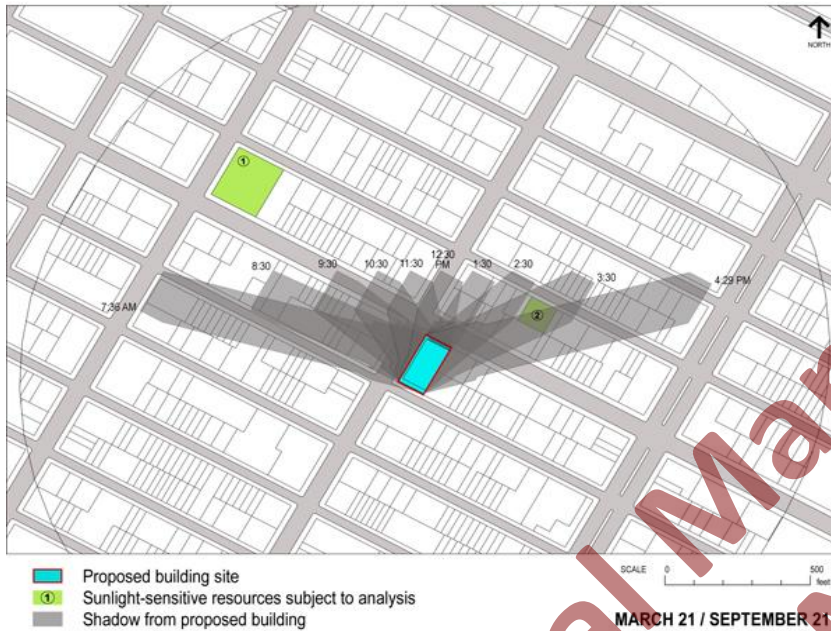 NORTH
①
8:30
9:30
10:30
11:30
12:30
PM
1:30
2:30
3:30
4:29 PM
7:36 AM
②
Proposed building site
① Sunlight-sensitive resources subject to analysis
Shadow from proposed building
SCALE 0 500
feet
MARCH 21 / SEPTEMBER 21